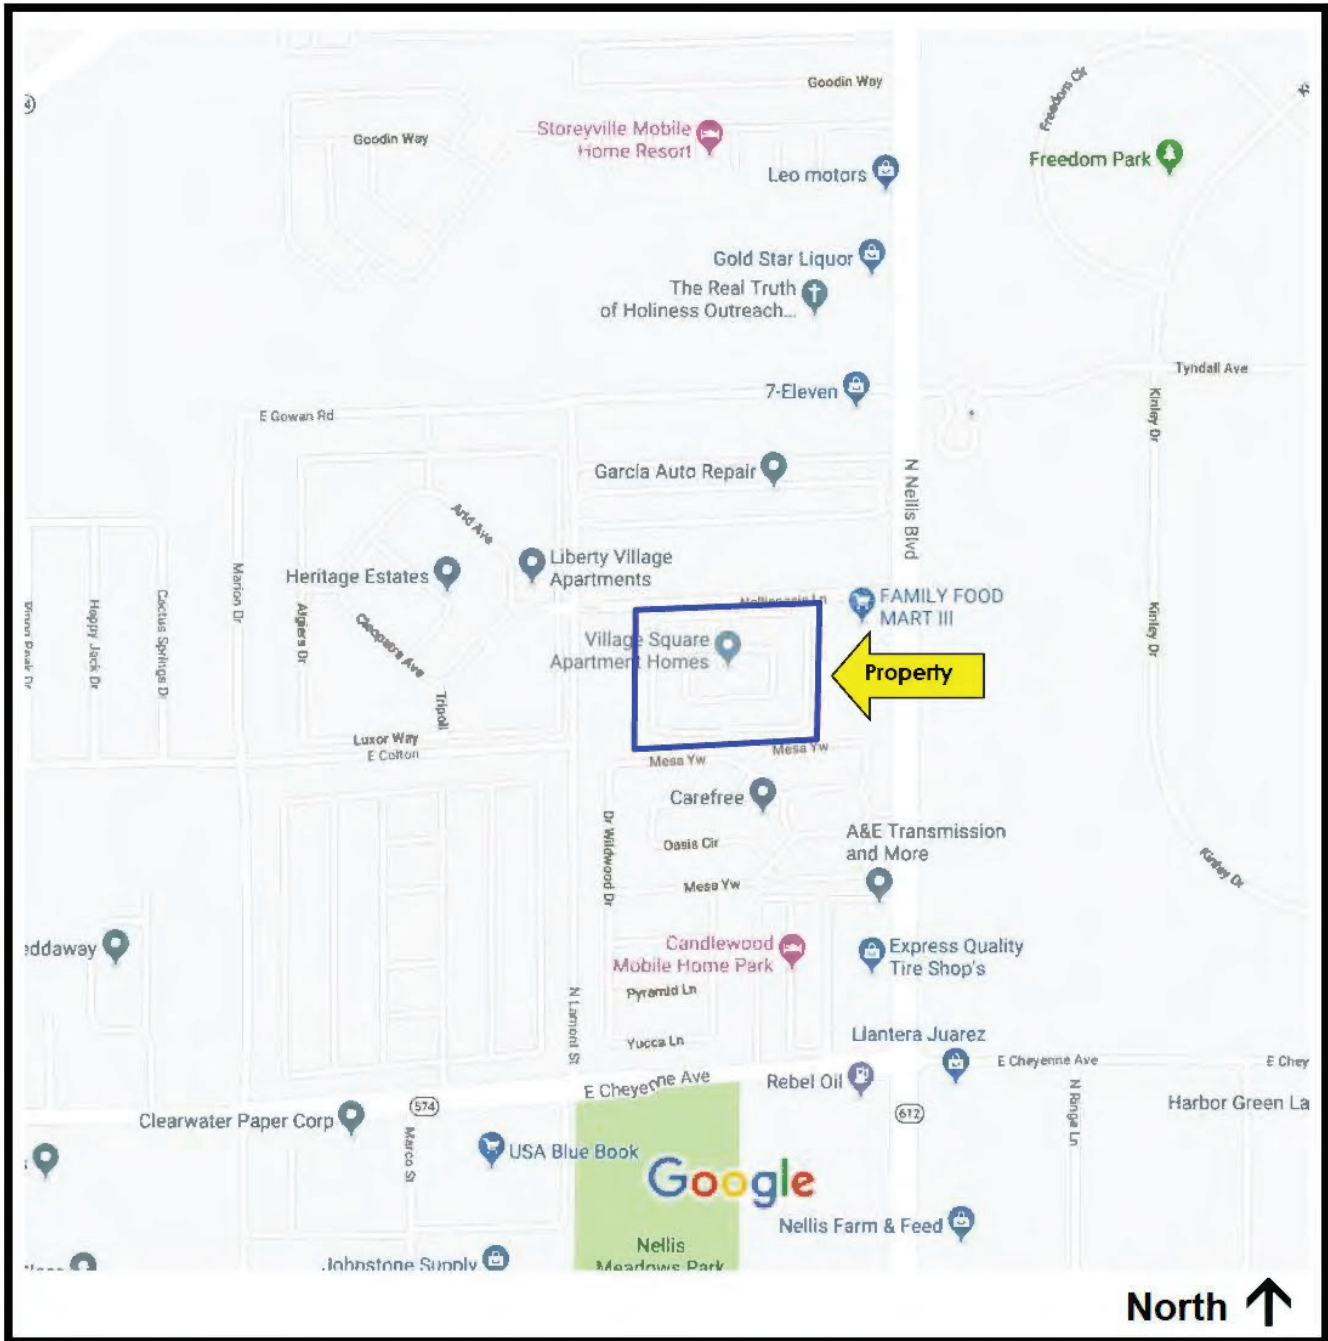 Goodin Way
Goodin Way
Storeyville Mobile
Home Resort
Leo motors
Freedom Cir
Freedom Park
Gold Star Liquor
The Real Truth
of Holiness Outreach...
Tyndall Ave
7-Eleven
E Gowan Rd
Kinley Dr
Garcia Auto Repair
N Nellis Blvd
Arid Ave
Liberty Village
Apartments
Heritage Estates
Marion Dr
Algiers Dr
Cactus Springs Dr
Hoppy Jack Dr
FAMILY FOOD
MART III
Cleopatra Ave
Kinley Dr
Village Square
Apartment Homes
Property
Tripoli
Luxor Way
E Colton
Mesa Yw
Mesa Yw
Carefree
Dr Wildwood Dr
Oasis Cir
A&E Transmission
and More
Mesa Yw
Kinley Dr
eddaway
Candlewood
Mobile Home Park
Express Quality
Tire Shop's
Pyramid Ln
N Lamont St
Yucca Ln
Llantera Juarez
E Cheyenne Ave
E Cheyenne Ave
E Chey
Rebel Oil
574
612
Clearwater Paper Corp
Marco St
N Ringe Ln
Harbor Green La
USA Blue Book
Google
Nellis Farm & Feed
Nellis
Meadows Park
Johnstone Supply
North